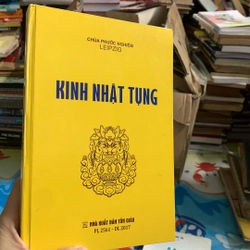 CHÙA PHƯỚC NGHIÊM
LEIPZIG
KINH NHẬT TỤNG
NHÀ XUẤT BẢN TÔN GIÁO
PL 2561 - DL 2017